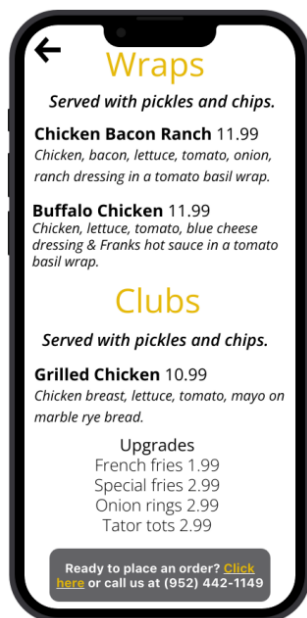 Wraps
Served with pickles and chips.
Chicken Bacon Ranch 11.99
Chicken, bacon, lettuce, tomato, onion,
ranch dressing in a tomato basil wrap.
Buffalo Chicken 11.99
Chicken, lettuce, tomato, blue cheese
dressing & Franks hot sauce in a tomato
basil wrap.
Clubs
Served with pickles and chips.
Grilled Chicken 10.99
Chicken breast, lettuce, tomato, mayo on
marble rye bread.
Upgrades
French fries 1.99
Special fries 2.99
Onion rings 2.99
Tator tots 2.99
Ready to place an order? Click
here or call us at (952) 442-1149